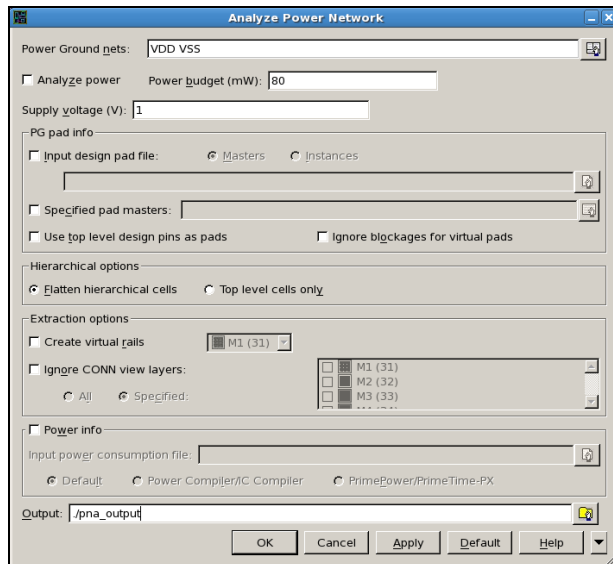 Analyze Power Network
Power Ground nets: VDD VSS
Analyze power Power budget (mW): 80
Supply voltage (V): 1
PG pad info
Input design pad file: Masters Instances
Specified pad masters:
Use top level design pins as pads Ignore blockages for virtual pads
Hierarchical options
Flatten hierarchical cells Top level cells only
Extraction options
Create virtual rails M1 (31)
Ignore CONN view layers: M1 (31)
M2 (32)
All Specified: M3 (33)
Power info
Input power consumption file:
Default Power Compiler/IC Compiler PrimePower/PrimeTime-PX
Output: ./pna_output
OK Cancel Apply Default Help